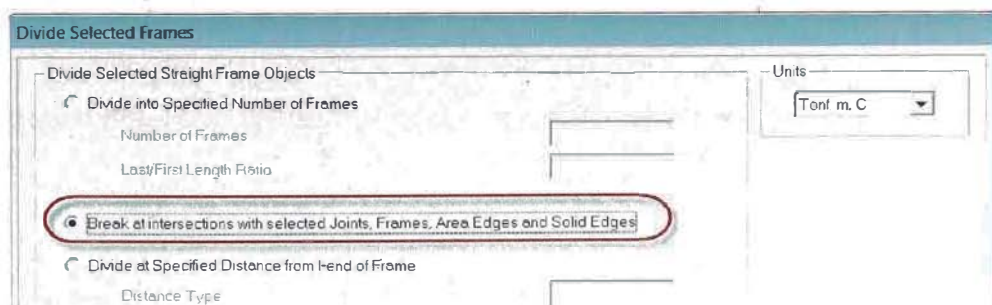 Divide Selected Frames
Divide Selected Straight Frame Objects
Units
Divide into Specified Number of Frames
Tonf m, C
Number of Frames
Last/First Length Ratio
Break at intersections with selected Joints, Frames, Area Edges and Solid Edges
Divide at Specified Distance from I-end of Frame
Distance Type